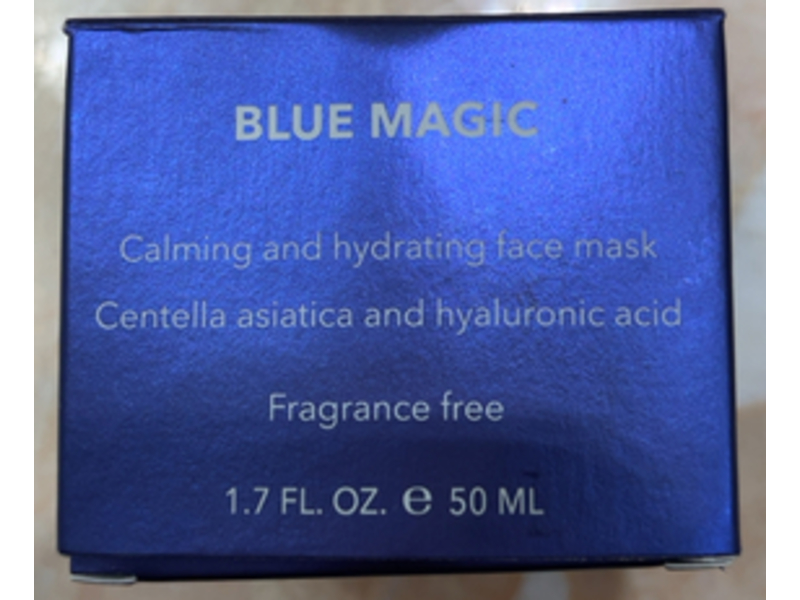 BLUE MAGIC
Calming and hydrating face mask
Centella asiatica and hyaluronic acid
Fragrance free
1.7 FL. OZ. ℮ 50 ML